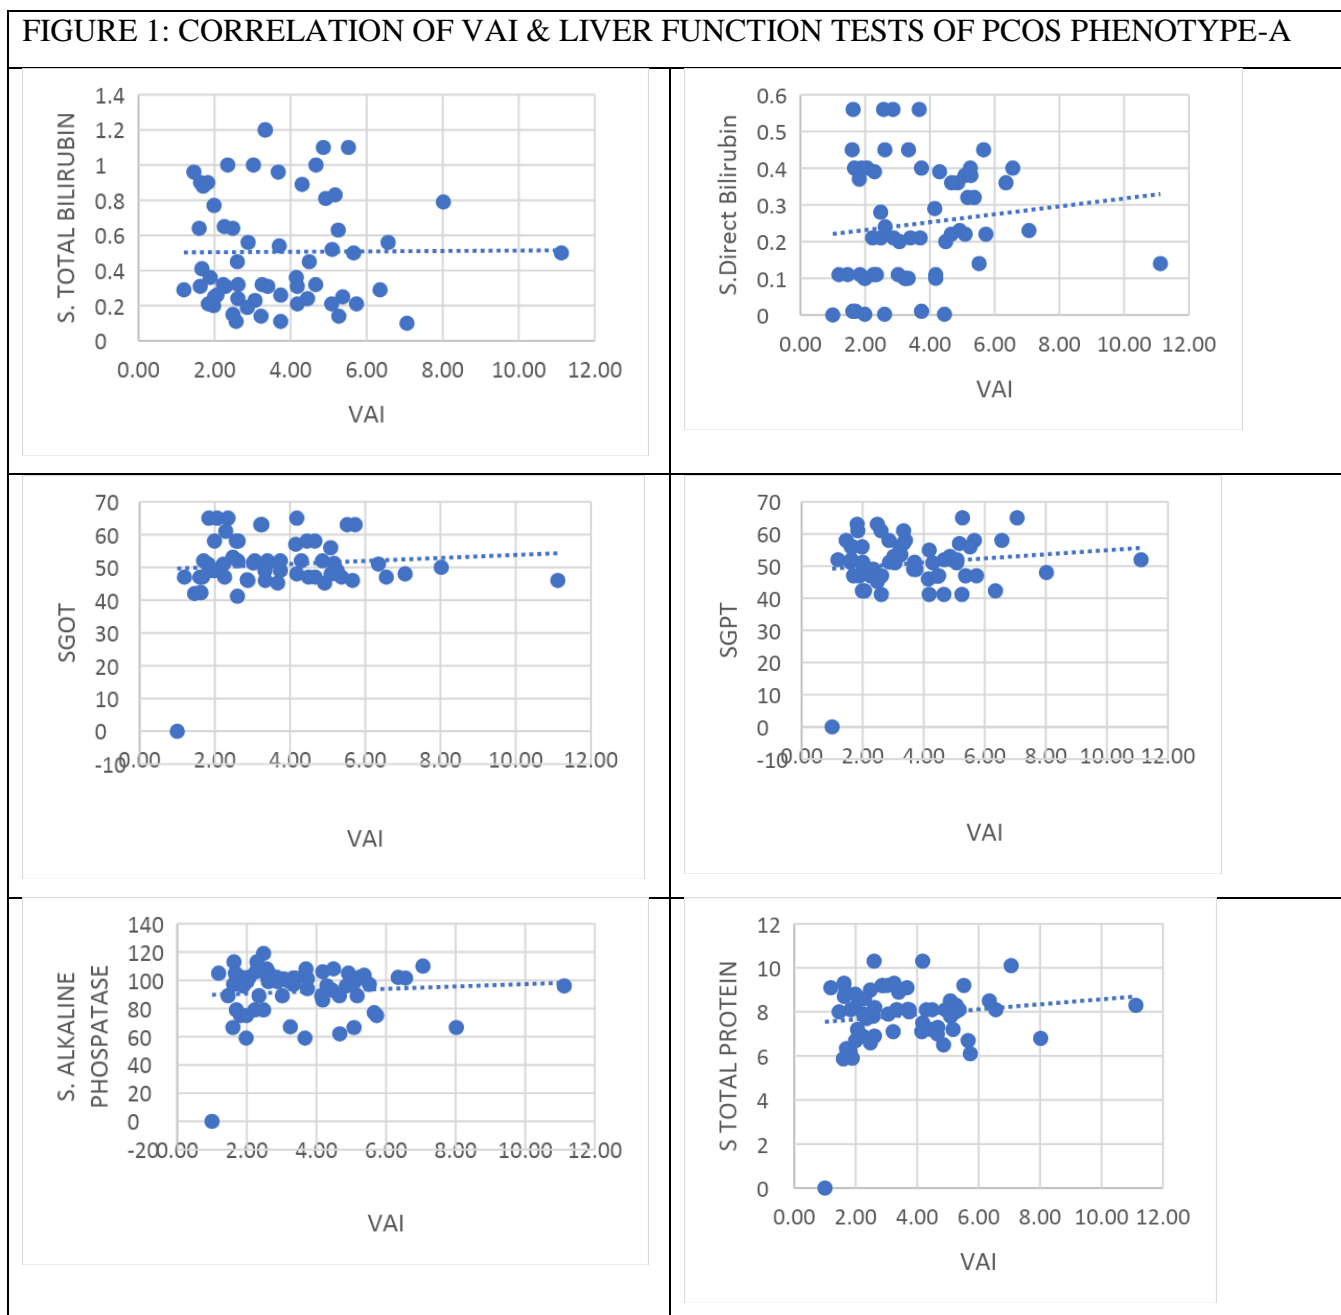 FIGURE 1: CORRELATION OF VAI & LIVER FUNCTION TESTS OF PCOS PHENOTYPE-A
S. TOTAL BILIRUBIN
1.4
1.2
1
0.8
0.6
0.4
0.2
0
0.00 2.00 4.00 6.00 8.00 10.00 12.00
VAI
S.Direct Bilirubin
0.6
0.5
0.4
0.3
0.2
0.1
0
0.00 2.00 4.00 6.00 8.00 10.00 12.00
VAI
SGOT
70
60
50
40
30
20
10
0
-10
0.00 2.00 4.00 6.00 8.00 10.00 12.00
VAI
SGPT
70
60
50
40
30
20
10
0
-10
0.00 2.00 4.00 6.00 8.00 10.00 12.00
VAI
S. ALKALINE
PHOSPATASE
140
120
100
80
60
40
20
0
-20
0.00 2.00 4.00 6.00 8.00 10.00 12.00
VAI
S TOTAL PROTEIN
12
10
8
6
4
2
0
0.00 2.00 4.00 6.00 8.00 10.00 12.00
VAI